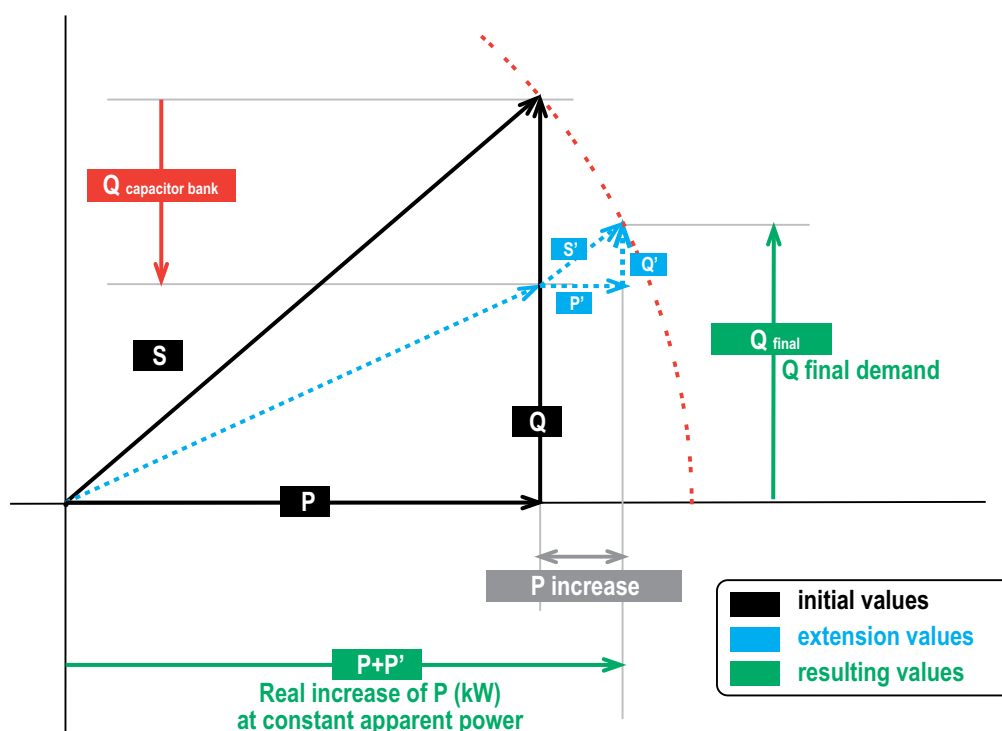 Q capacitor bank
S'
Q'
P'
Q final
S
Q final demand
Q
P
P increase
initial values
extension values
resulting values
P+P'
Real increase of P (kW)
at constant apparent power